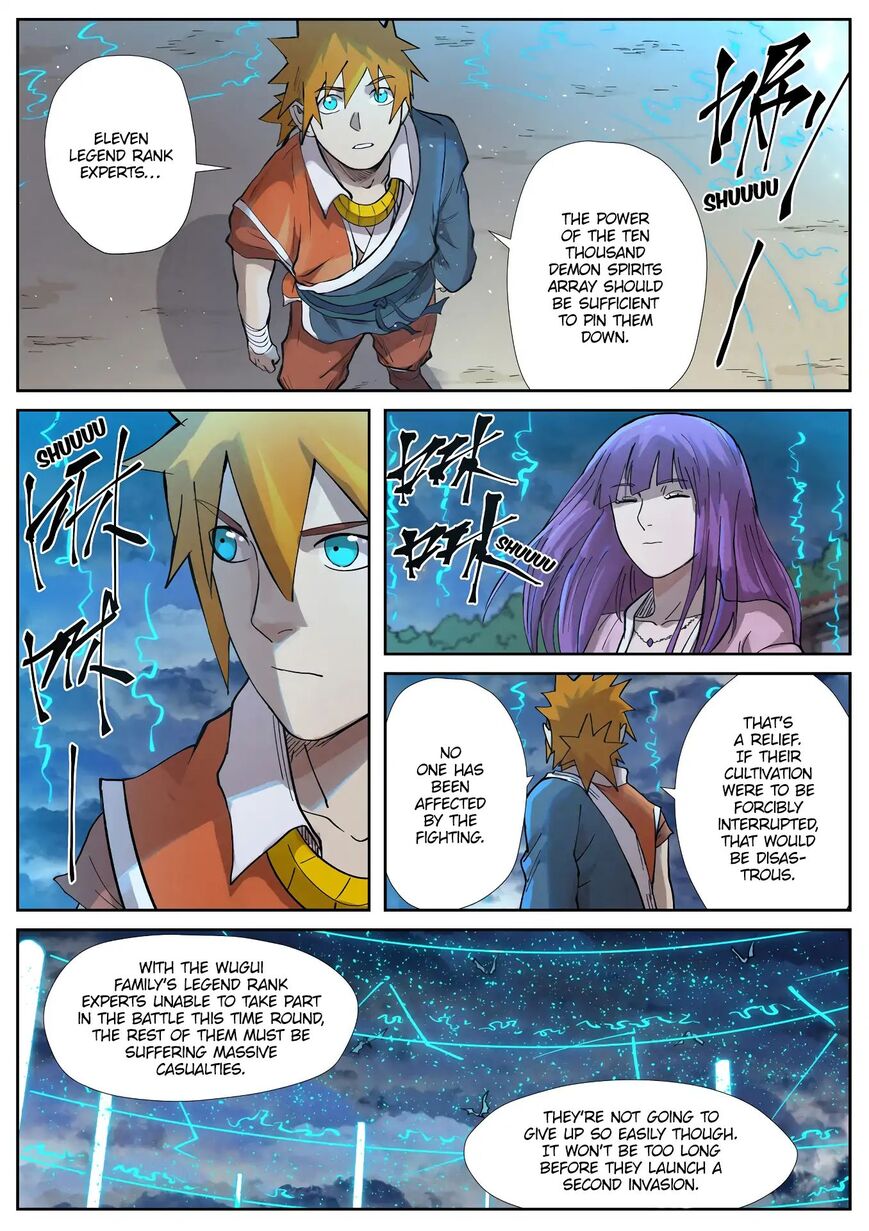 ELEVEN
LEGEND RANK
EXPERTS...
THE POWER
OF THE TEN
THOUSAND
DEMON SPIRITS
ARRAY SHOULD
BE SUFFICIENT
TO PIN THEM
DOWN.
SHUUUU
SHUUUU
SHUUUU
NO
ONE HAS
BEEN
AFFECTED
BY THE
FIGHTING.
THAT'S
A RELIEF.
IF THEIR
CULTIVATION
WERE TO BE
FORCIBLY
INTERRUPTED,
THAT WOULD
BE DISAS-
TROUS.
WITH THE WUGUI
FAMILY'S LEGEND RANK
EXPERTS UNABLE TO TAKE PART
IN THE BATTLE THIS TIME ROUND,
THE REST OF THEM MUST BE
SUFFERING MASSIVE
CASUALTIES.
THEY'RE NOT GOING TO
GIVE UP SO EASILY THOUGH.
IT WON'T BE TOO LONG
BEFORE THEY LAUNCH A
SECOND INVASION.